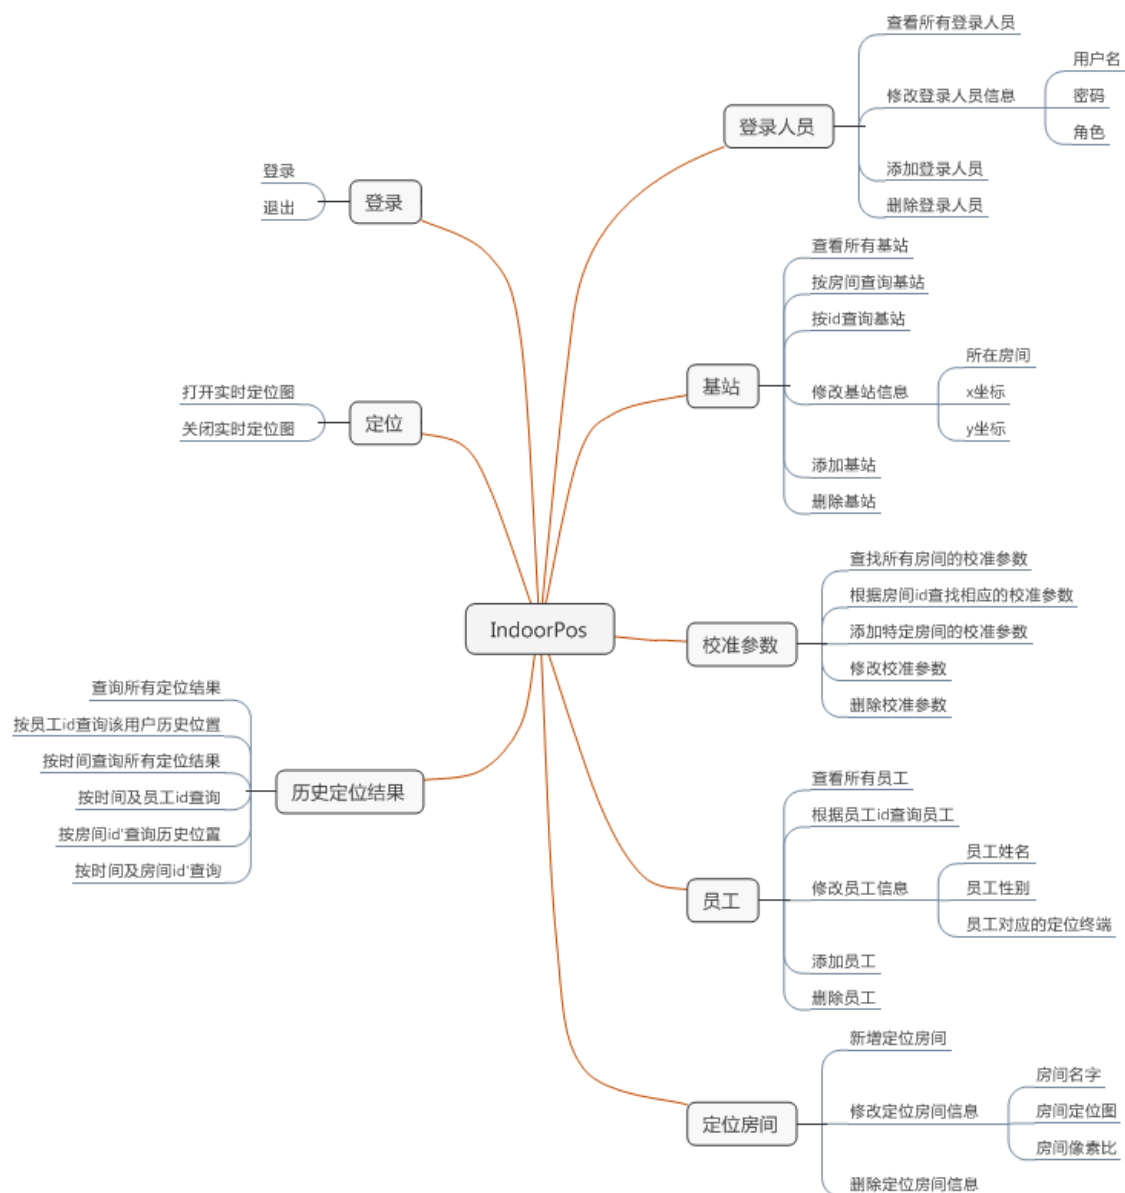 IndoorPos
登录人员
查看所有登录人员
修改登录人员信息
用户名
密码
角色
添加登录人员
删除登录人员
基站
查看所有基站
按房间查询基站
按id查询基站
修改基站信息
所在房间
x坐标
y坐标
添加基站
删除基站
校准参数
查找所有房间的校准参数
根据房间id查找相应的校准参数
添加特定房间的校准参数
修改校准参数
删除校准参数
员工
查看所有员工
根据员工id查询员工
修改员工信息
员工姓名
员工性别
员工对应的定位终端
添加员工
删除员工
定位房间
新增定位房间
修改定位房间信息
房间名字
房间定位图
房间像素比
删除定位房间信息
登录
登录
退出
定位
打开实时定位图
关闭实时定位图
历史定位结果
查询所有定位结果
按员工id查询该用户历史位置
按时间查询所有定位结果
按时间及员工id查询
按房间id'查询历史位置
按时间及房间id'查询